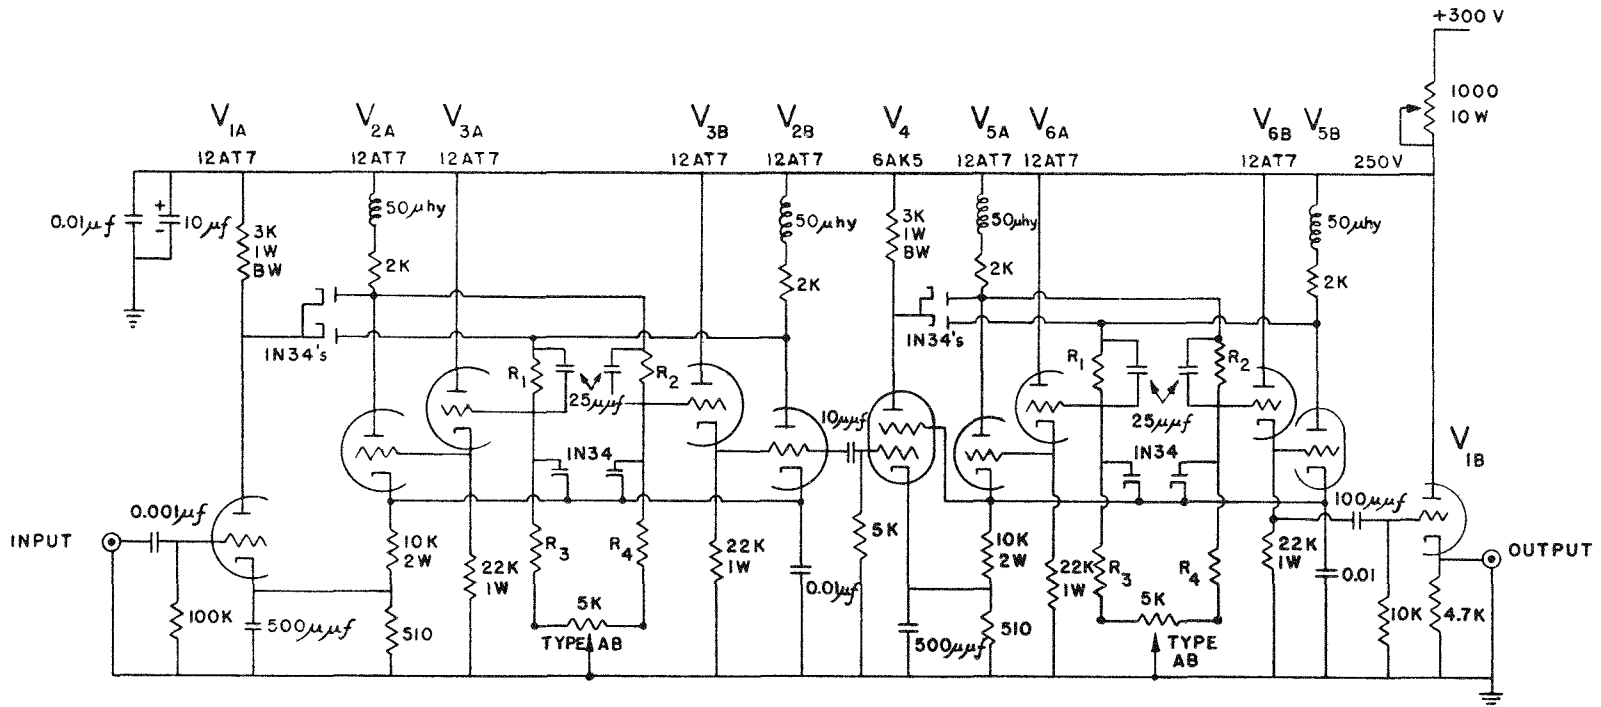 +300 V
1000
10W
V1A
V2A
V3A
V3B
V2B
V4
V5A
V6A
V6B
V5B
12AT7
12AT7
12AT7
12AT7
12AT7
6AK5
12AT7
12AT7
12AT7
250V
0.01μf
+
-
10μf
3K
1W
BW
50μhy
2K
50μhy
2K
3K
1W
BW
50μhy
2K
50μhy
2K
1N34's
1N34's
R1
R2
25μμf
R1
R2
25μμf
10μμf
1N34
1N34
V1B
0.001μf
100μμf
INPUT
OUTPUT
10K
2W
22K
1W
R3
R4
22K
1W
5K
10K
2W
22K
1W
R3
R4
22K
1W
0.01μf
0.01
100K
500μμf
510
5K
TYPE AB
500μμf
510
5K
TYPE
AB
10K
4.7K